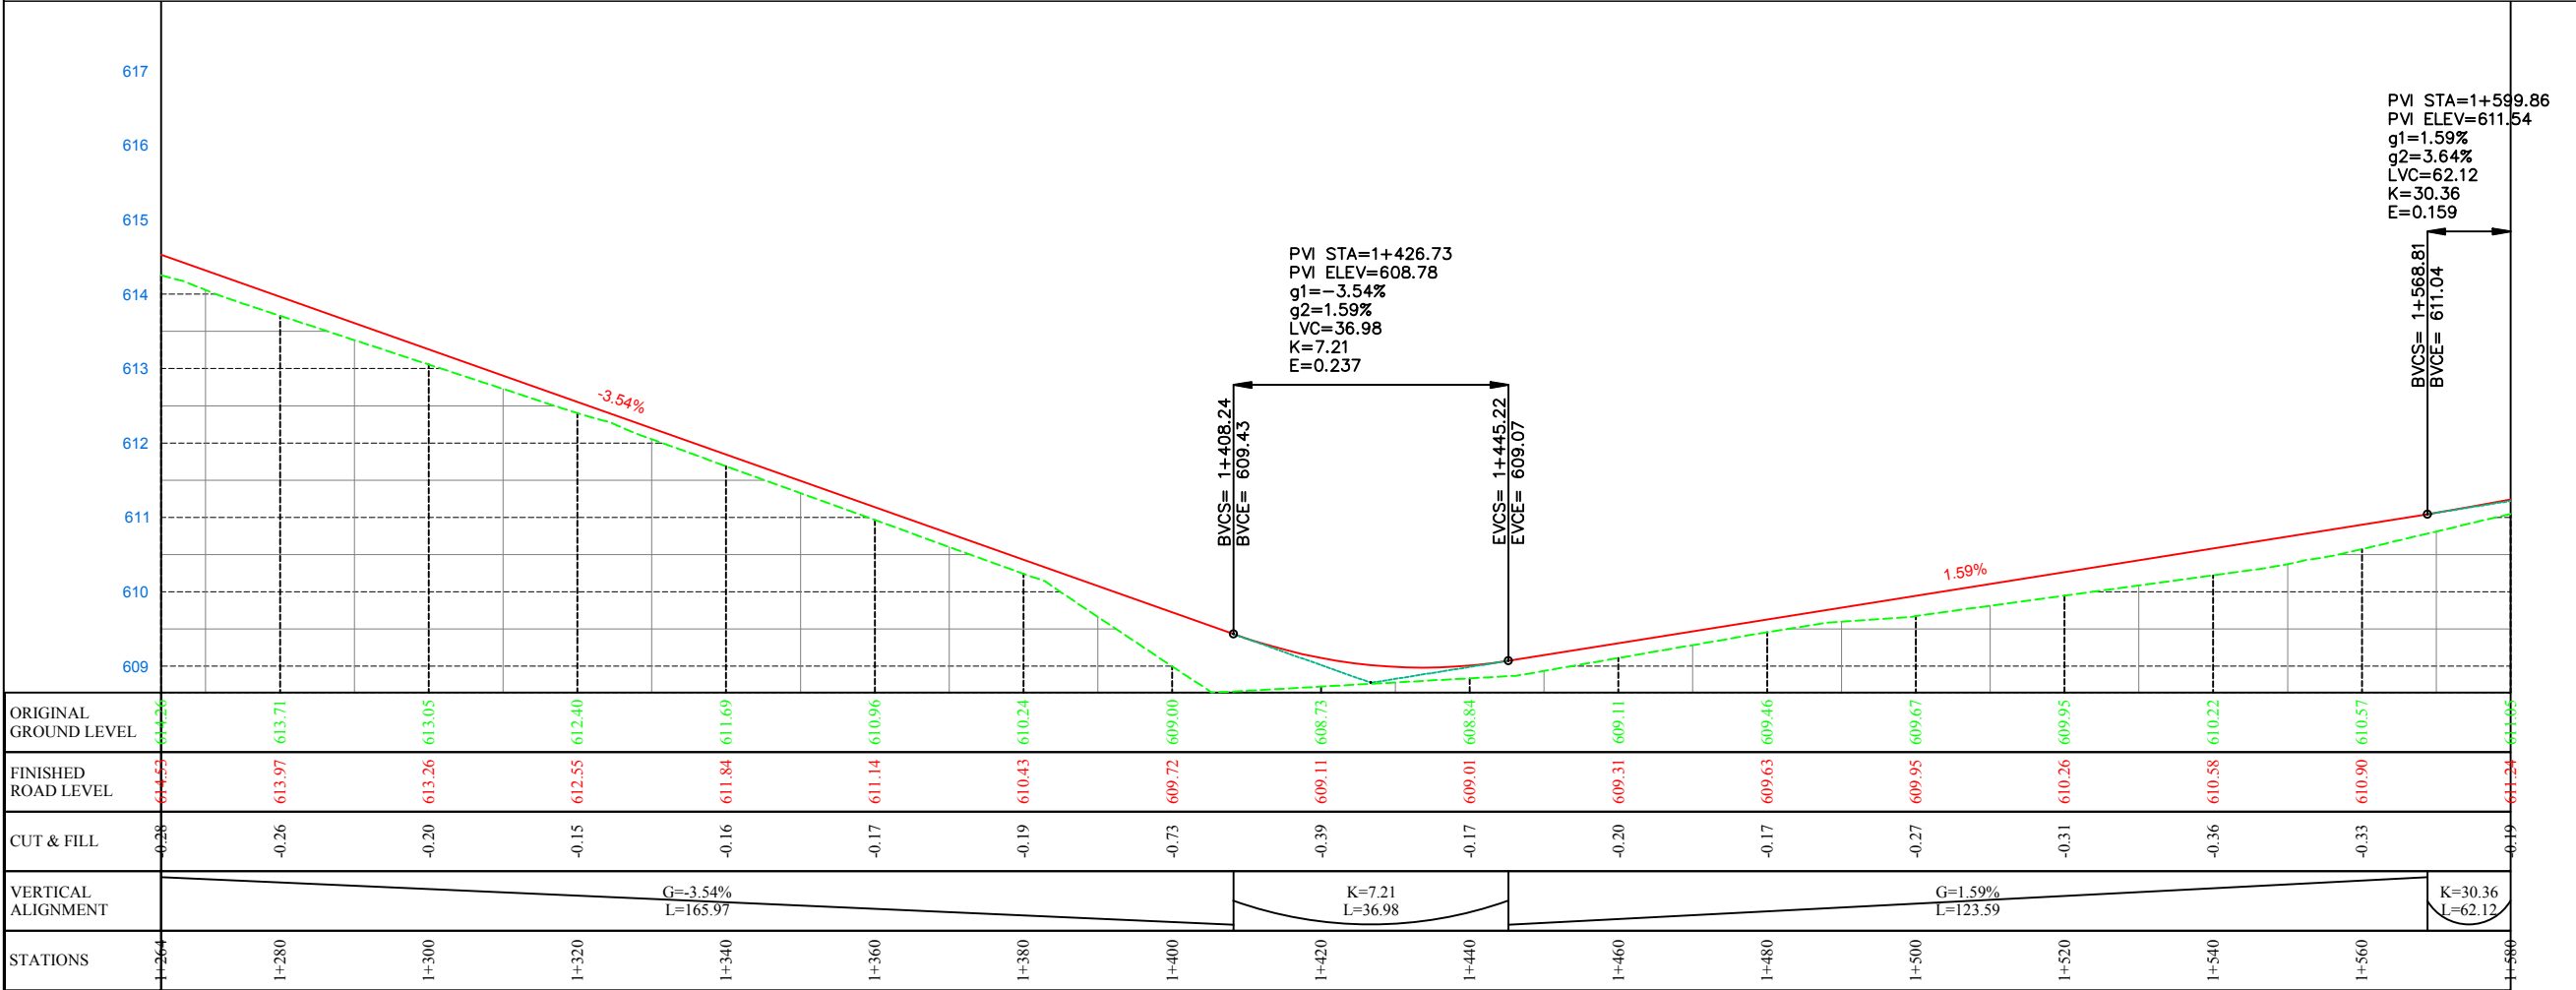 617
616
615
614
613
612
611
610
609
-3.54%
PVI STA=1+426.73
PVI ELEV=608.78
g1=-3.54%
g2=1.59%
LVC=36.98
K=7.21
E=0.237
BVCS= 1+408.24
BVCE= 609.43
EVCS= 1+445.22
EVCE= 609.07
1.59%
PVI STA=1+599.86
PVI ELEV=611.54
g1=1.59%
g2=3.64%
LVC=62.12
K=30.36
E=0.159
BVCS= 1+568.81
BVCE= 611.04
ORIGINAL
GROUND LEVEL
614.26 613.71 613.05 612.40 611.69 610.96 610.24 609.00 608.73 608.84 609.11 609.46 609.67 609.95 610.22 610.57 611.05
FINISHED
ROAD LEVEL
614.53 613.97 613.26 612.55 611.84 611.14 610.43 609.72 609.11 609.01 609.31 609.63 609.95 610.26 610.58 610.90 611.24
CUT & FILL
-0.28 -0.26 -0.20 -0.15 -0.16 -0.17 -0.19 -0.73 -0.39 -0.17 -0.20 -0.17 -0.27 -0.31 -0.36 -0.33 -0.19
VERTICAL
ALIGNMENT
G=-3.54%
L=165.97
K=7.21
L=36.98
G=1.59%
L=123.59
K=30.36
L=62.12
STATIONS
1+264 1+280 1+300 1+320 1+340 1+360 1+380 1+400 1+420 1+440 1+460 1+480 1+500 1+520 1+540 1+560 1+580